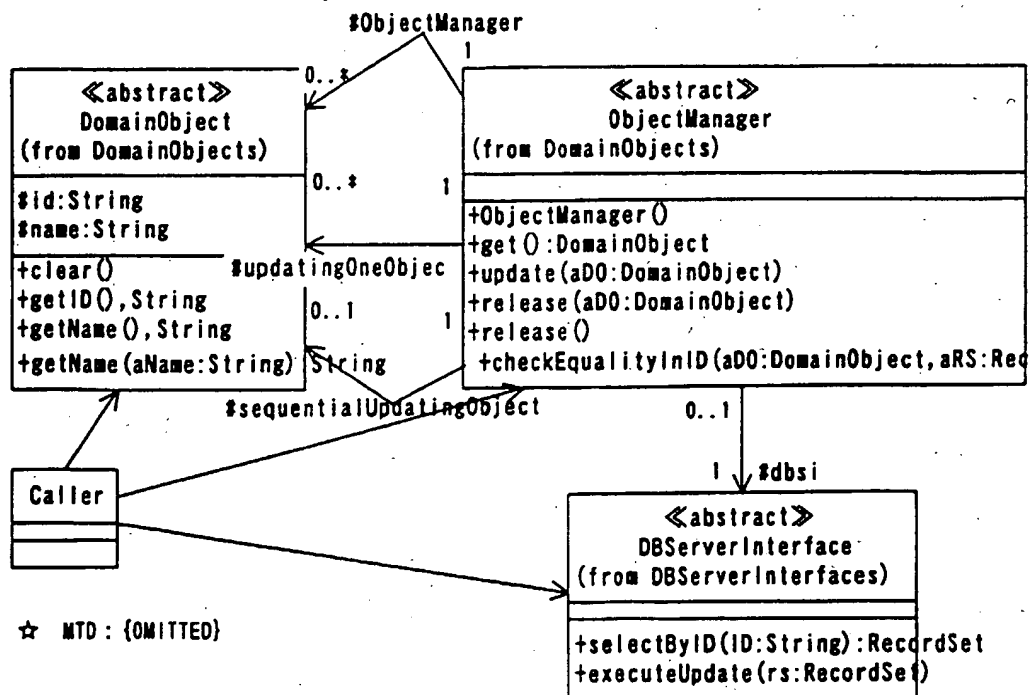 #ObjectManager
1
0..*
≪abstract≫
DomainObject
(from DomainObjects)
#id:String
#name:String
+clear()
+getID(),String
+getName(),String
+getName(aName:String) String
≪abstract≫
ObjectManager
(from DomainObjects)
+ObjectManager()
+get():DomainObject
+update(aDO:DomainObject)
+release(aDO:DomainObject)
+release()
+checkEqualityInID(aDO:DomainObject,aRS:Rec
0..*
1
#updatingOneObjec
0..1
1
#sequentialUpdatingObject
0..1
1
#dbsi
Caller
≪abstract≫
DBServerInterface
(from DBServerInterfaces)
+selectByID(ID:String):RecordSet
+executeUpdate(rs:RecordSet)
☆ MTD : {OMITTED}